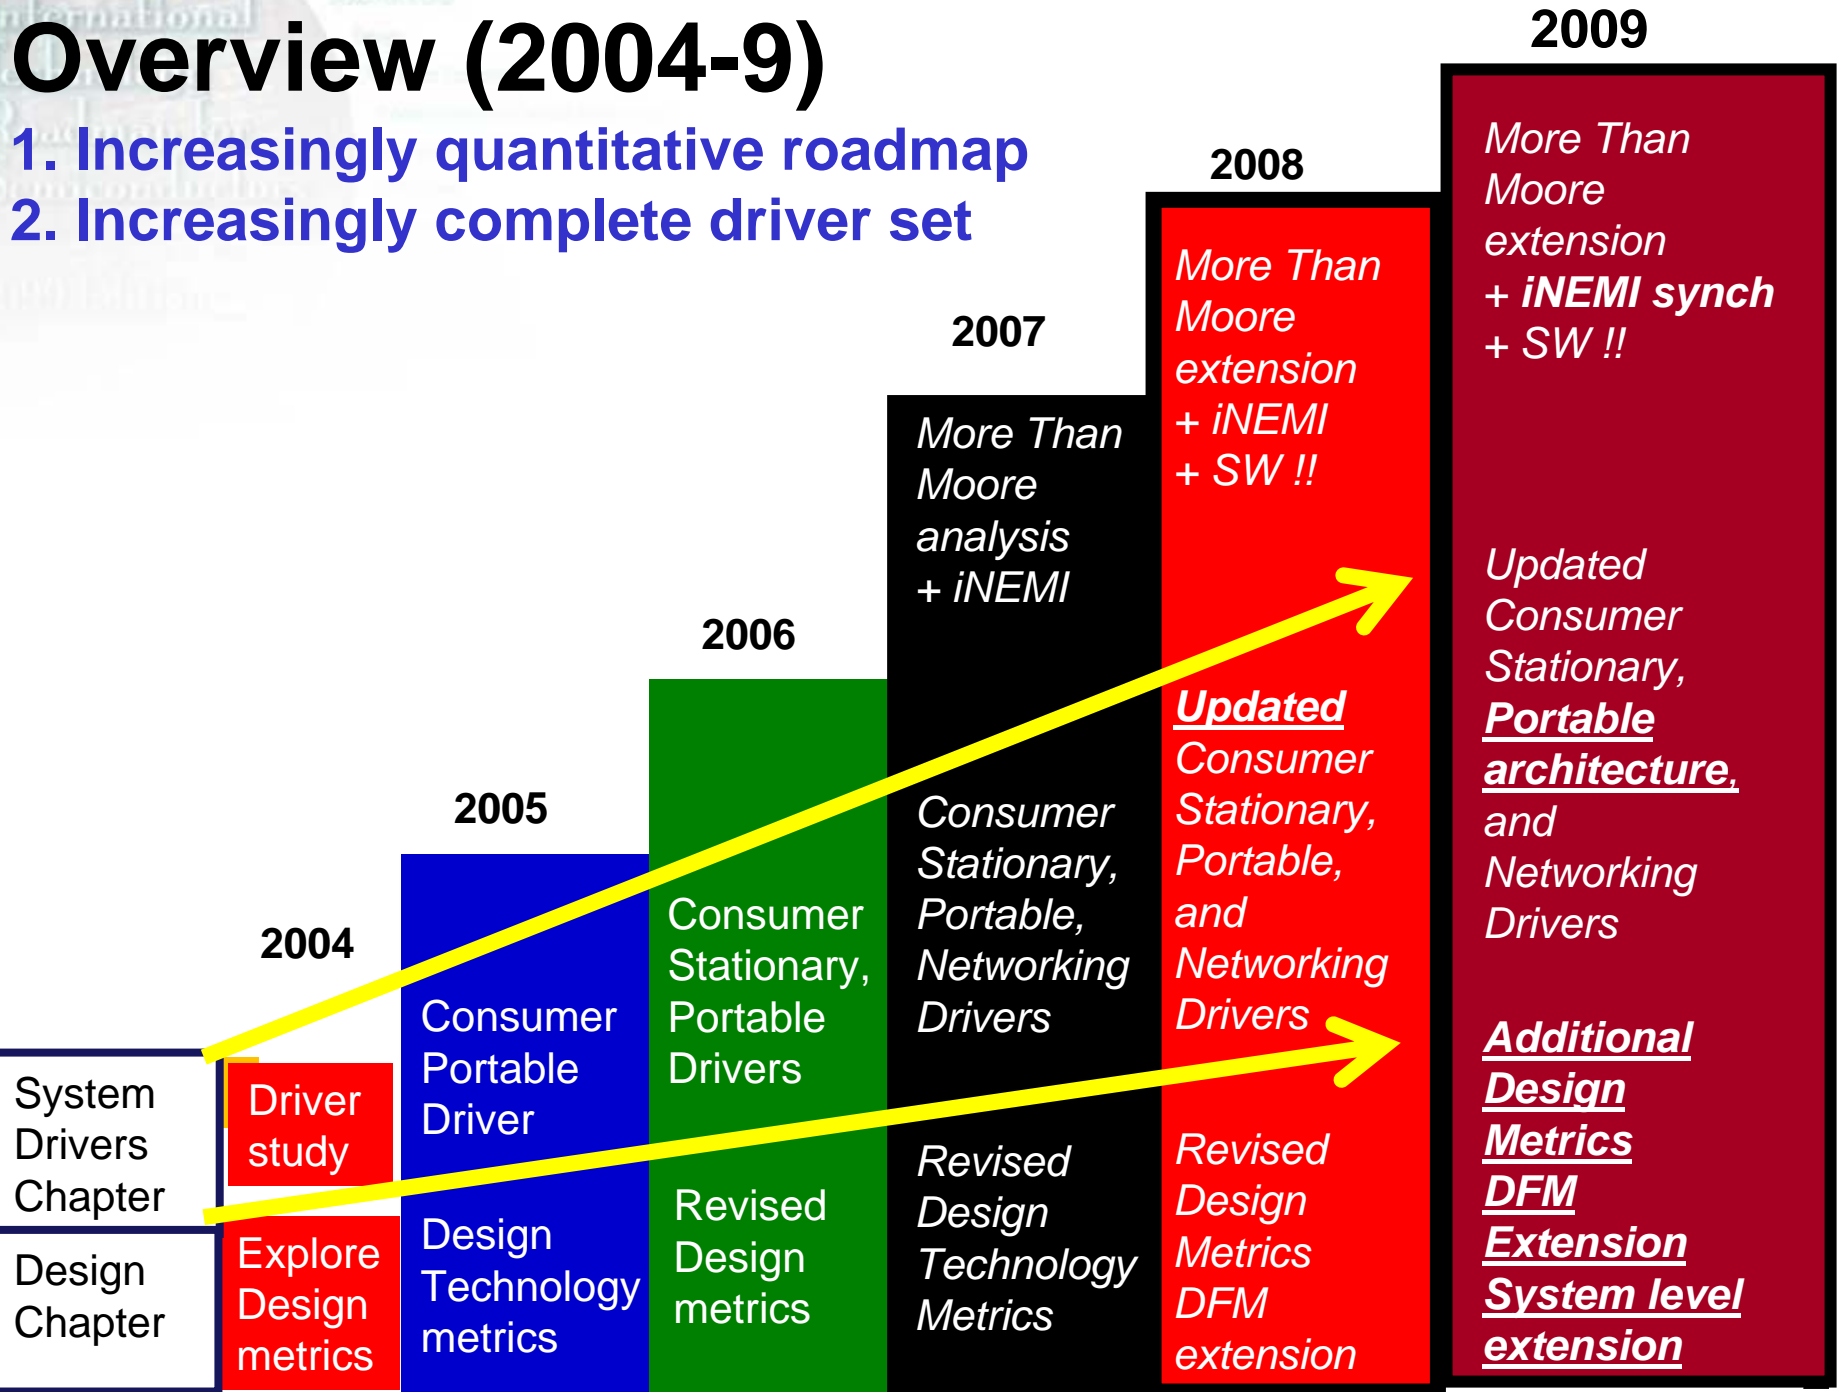 International
Roadmap for
Semiconductors
Overview (2004-9)
1. Increasingly quantitative roadmap
2. Increasingly complete driver set
System
Drivers
Chapter
Design
Chapter
2004
Driver
study
Explore
Design
metrics
2005
Consumer
Portable
Driver
Design
Technology
metrics
2006
Consumer
Stationary,
Portable
Drivers
Revised
Design
metrics
2007
More Than
Moore
analysis
+ iNEMI
Consumer
Stationary,
Portable,
Networking
Drivers
Revised
Design
Technology
Metrics
2008
More Than
Moore
extension
+ iNEMI
+ SW !!
Updated
Consumer
Stationary,
Portable,
and
Networking
Drivers
Revised
Design
Metrics
DFM
extension
2009
More Than
Moore
extension
+ iNEMI synch
+ SW !!
Updated
Consumer
Stationary,
Portable
architecture,
and
Networking
Drivers
Additional
Design
Metrics
DFM
Extension
System level
extension